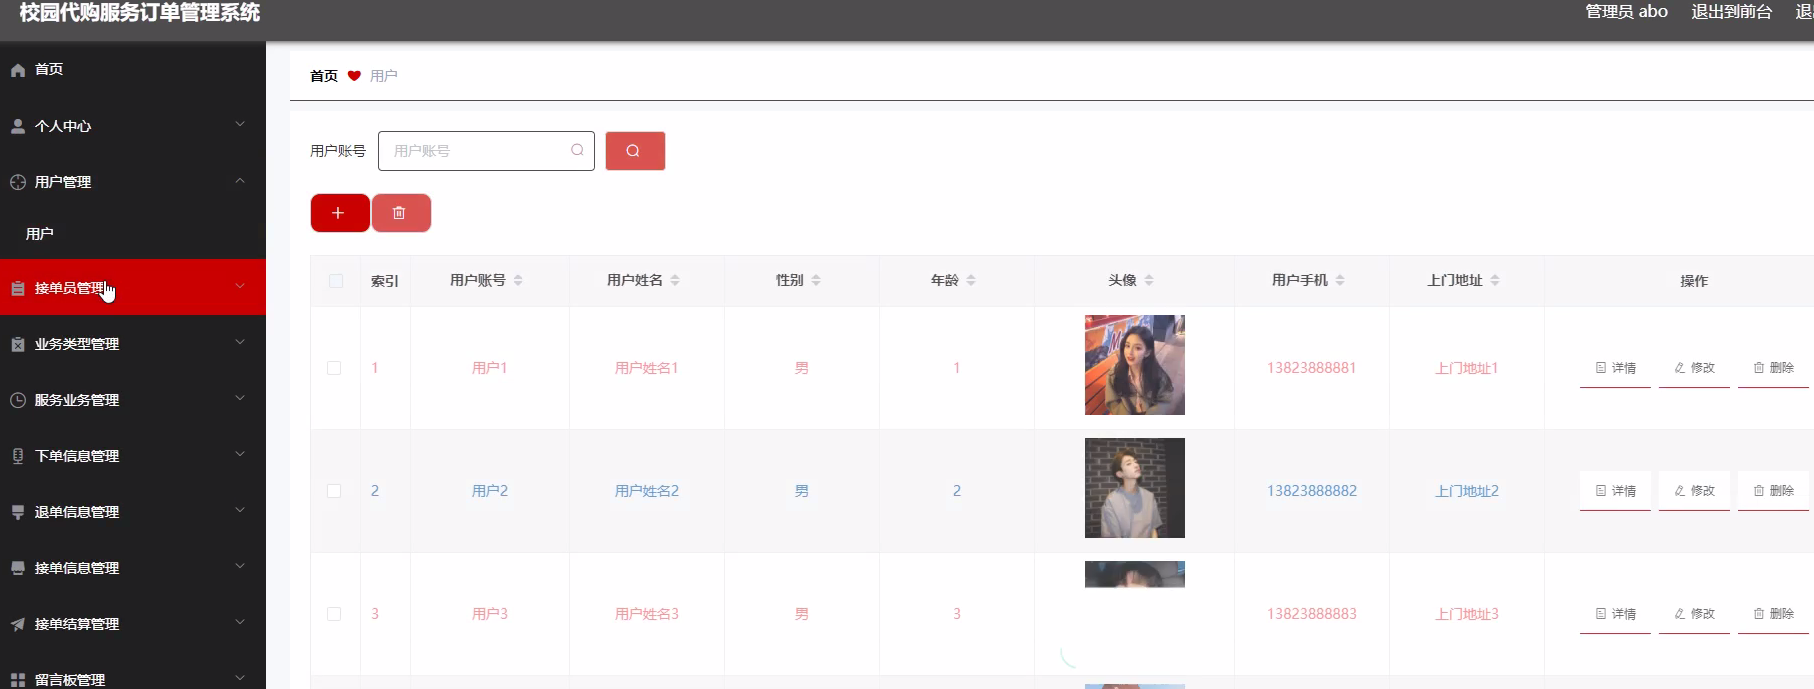 校园代购服务订单管理系统
管理员 abo 退出到前台
首页
个人中心
用户管理
用户
接单员管理
业务类型管理
服务业务管理
下单信息管理
退单信息管理
接单信息管理
接单结算管理
留言板管理
首页 用户
用户账号 用户账号
索引 用户账号 用户姓名 性别 年龄 头像 用户手机 上门地址 操作
1 用户1 用户姓名1 男 1 13823888881 上门地址1 详情 修改 删除
2 用户2 用户姓名2 男 2 13823888882 上门地址2 详情 修改 删除
3 用户3 用户姓名3 男 3 13823888883 上门地址3 详情 修改 删除